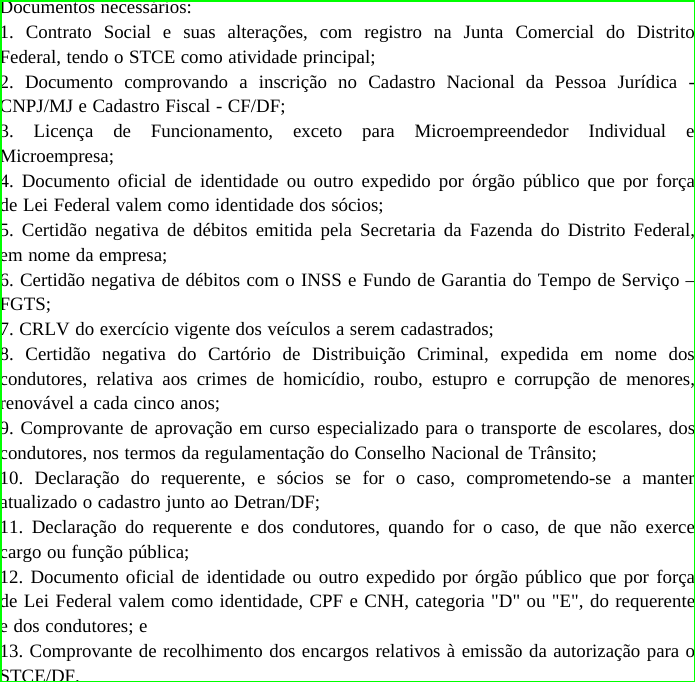 Documentos necessários:
1. Contrato Social e suas alterações, com registro na Junta Comercial do Distrito
Federal, tendo o STCE como atividade principal;
2. Documento comprovando a inscrição no Cadastro Nacional da Pessoa Jurídica -
CNPJ/MJ e Cadastro Fiscal - CF/DF;
3. Licença de Funcionamento, exceto para Microempreendedor Individual e
Microempresa;
4. Documento oficial de identidade ou outro expedido por órgão público que por força
de Lei Federal valem como identidade dos sócios;
5. Certidão negativa de débitos emitida pela Secretaria da Fazenda do Distrito Federal,
em nome da empresa;
6. Certidão negativa de débitos com o INSS e Fundo de Garantia do Tempo de Serviço –
FGTS;
7. CRLV do exercício vigente dos veículos a serem cadastrados;
8. Certidão negativa do Cartório de Distribuição Criminal, expedida em nome dos
condutores, relativa aos crimes de homicídio, roubo, estupro e corrupção de menores,
renovável a cada cinco anos;
9. Comprovante de aprovação em curso especializado para o transporte de escolares, dos
condutores, nos termos da regulamentação do Conselho Nacional de Trânsito;
10. Declaração do requerente, e sócios se for o caso, comprometendo-se a manter
atualizado o cadastro junto ao Detran/DF;
11. Declaração do requerente e dos condutores, quando for o caso, de que não exerce
cargo ou função pública;
12. Documento oficial de identidade ou outro expedido por órgão público que por força
de Lei Federal valem como identidade, CPF e CNH, categoria "D" ou "E", do requerente
e dos condutores; e
13. Comprovante de recolhimento dos encargos relativos à emissão da autorização para o
STCE/DF.